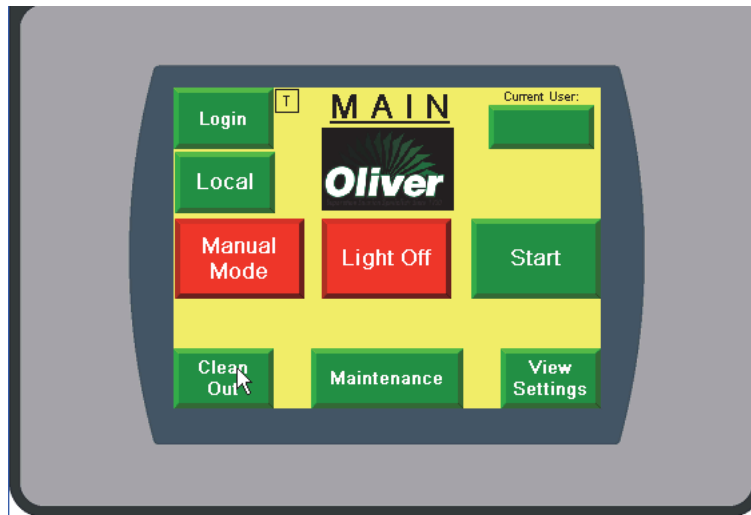 Login
T
MAIN
Current User:
Local
Oliver
Manual
Mode
Light Off
Start
Clean
Out
Maintenance
View
Settings